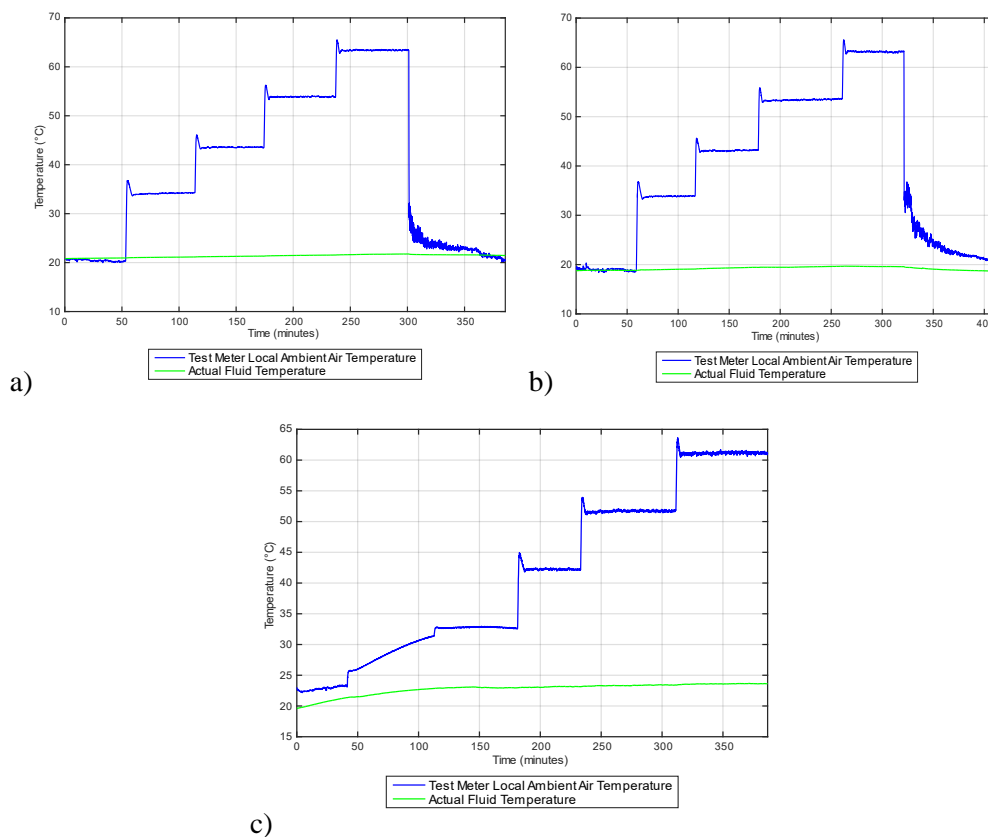 70
60
50
40
30
20
10
Temperature (°C)
0 50 100 150 200 250 300 350
Time (minutes)
Test Meter Local Ambient Air Temperature
Actual Fluid Temperature
a)
70
60
50
40
30
20
10
Temperature (°C)
0 50 100 150 200 250 300 350 40
Time (minutes)
Test Meter Local Ambient Air Temperature
Actual Fluid Temperature
b)
65
60
55
50
45
40
35
30
25
20
15
Temperature (°C)
0 50 100 150 200 250 300 350
Time (minutes)
Test Meter Local Ambient Air Temperature
Actual Fluid Temperature
c)